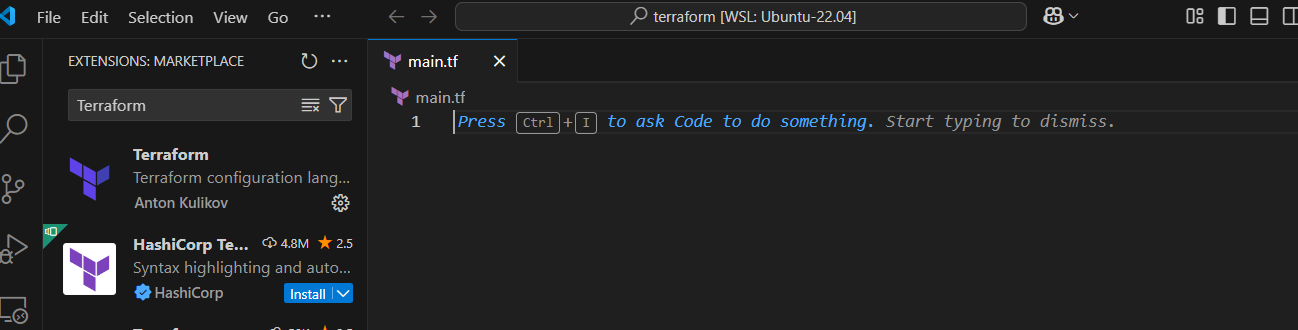 File Edit Selection View Go ···
terraform [WSL: Ubuntu-22.04]
EXTENSIONS: MARKETPLACE
Terraform
Terraform
Terraform configuration lang...
Anton Kulikov
HashiCorp Te... 4.8M 2.5
Syntax highlighting and auto...
HashiCorp Install
main.tf
main.tf
1 Press Ctrl+I to ask Code to do something. Start typing to dismiss.